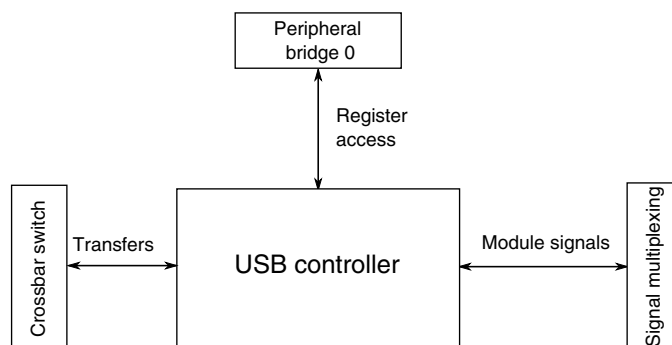 Peripheral
bridge 0
Register
access
Crossbar switch
Transfers
USB controller
Module signals
Signal multiplexing